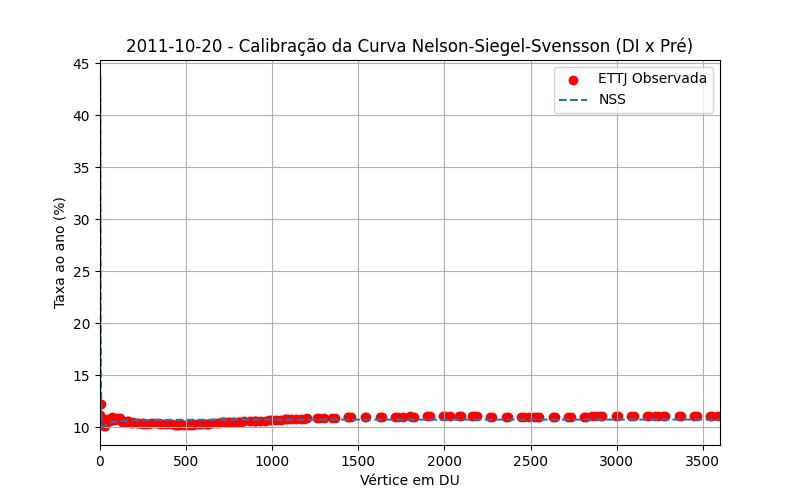 2011-10-20 - Calibração da Curva Nelson-Siegel-Svensson (DI x Pré)
ETTJ Observada
NSS
Taxa ao ano (%)
45
40
35
30
25
20
15
10
0 500 1000 1500 2000 2500 3000 3500
Vértice em DU